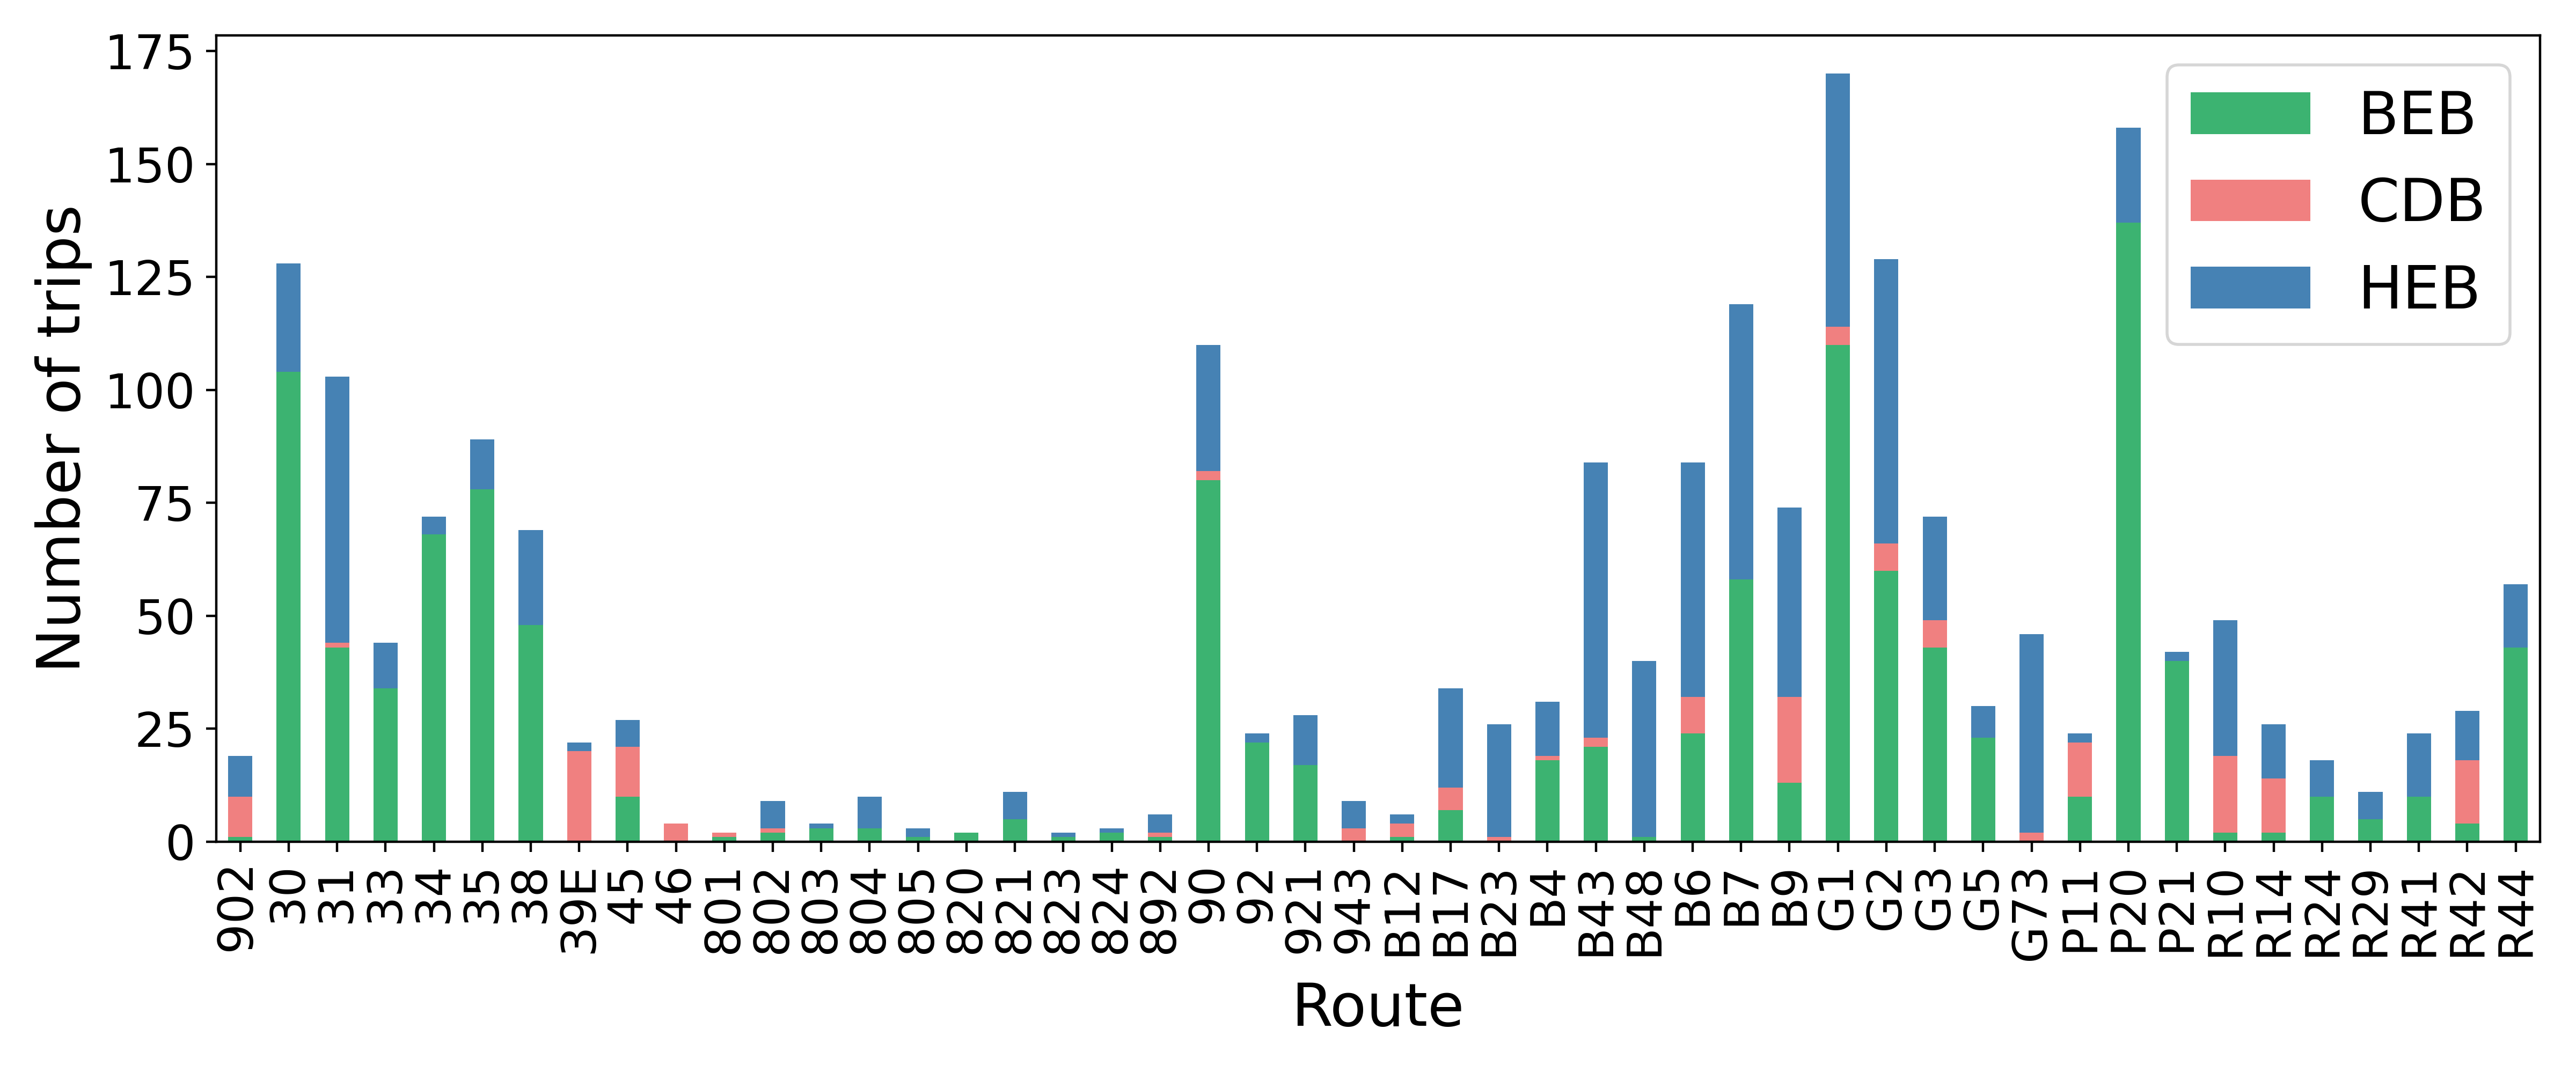 175
150
125
100
75
50
25
0
Number of trips
BEB
CDB
HEB
902 30 31 33 34 35 38 39E 45 46 801 802 803 804 805 820 821 823 824 892 90 92 921 943 B12 B17 B23 B4 B43 B48 B6 B7 B9 G1 G2 G3 G5 G73 P11 P20 P21 R10 R14 R24 R29 R41 R42 R44
Route